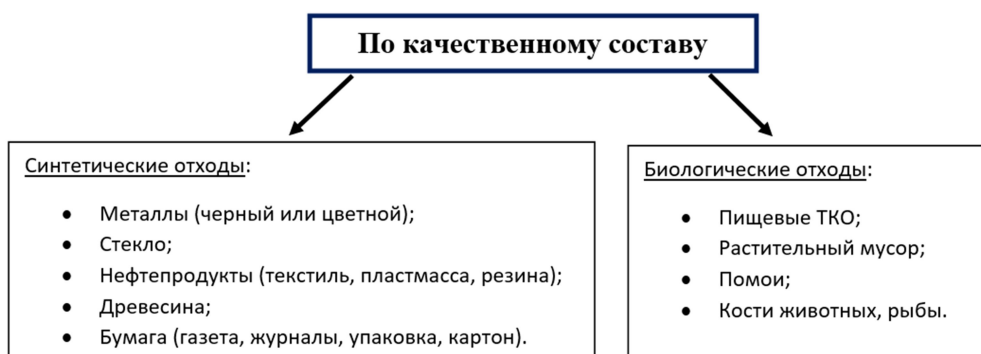 По качественному составу
Синтетические отходы:
• Металлы (черный или цветной);
• Стекло;
• Нефтепродукты (текстиль, пластмасса, резина);
• Древесина;
• Бумага (газета, журналы, упаковка, картон).
Биологические отходы:
• Пищевые ТКО;
• Растительный мусор;
• Помои;
• Кости животных, рыбы.